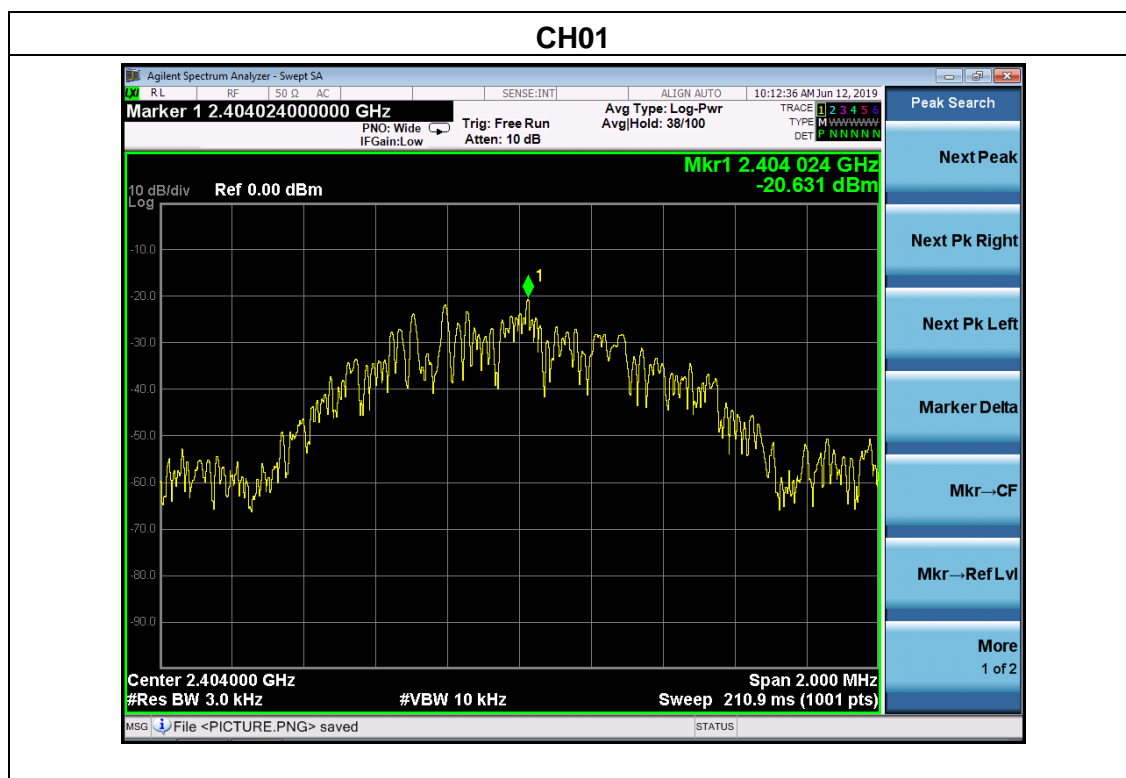 CH01
Agilent Spectrum Analyzer - Swept SA
LXI RL RF 50 Ω AC SENSE:INT ALIGN AUTO 10:12:36 AM Jun 12, 2019
Marker 1 2.404024000000 GHz
PNO: Wide
IFGain:Low
Trig: Free Run
Atten: 10 dB
Avg Type: Log-Pwr
Avg|Hold: 38/100
TRACE 1 2 3 4 5 6
TYPE M WWWWW
DET P N N N N N
Peak Search
Mkr1 2.404 024 GHz
-20.631 dBm
10 dB/div Ref 0.00 dBm
Log
-10.0
-20.0
-30.0
-40.0
-50.0
-60.0
-70.0
-80.0
-90.0
1
Center 2.404000 GHz
Span 2.000 MHz
#Res BW 3.0 kHz
#VBW 10 kHz
Sweep 210.9 ms (1001 pts)
Next Peak
Next Pk Right
Next Pk Left
Marker Delta
Mkr→CF
Mkr→Ref Lvl
More
1 of 2
MSG File <PICTURE.PNG> saved
STATUS